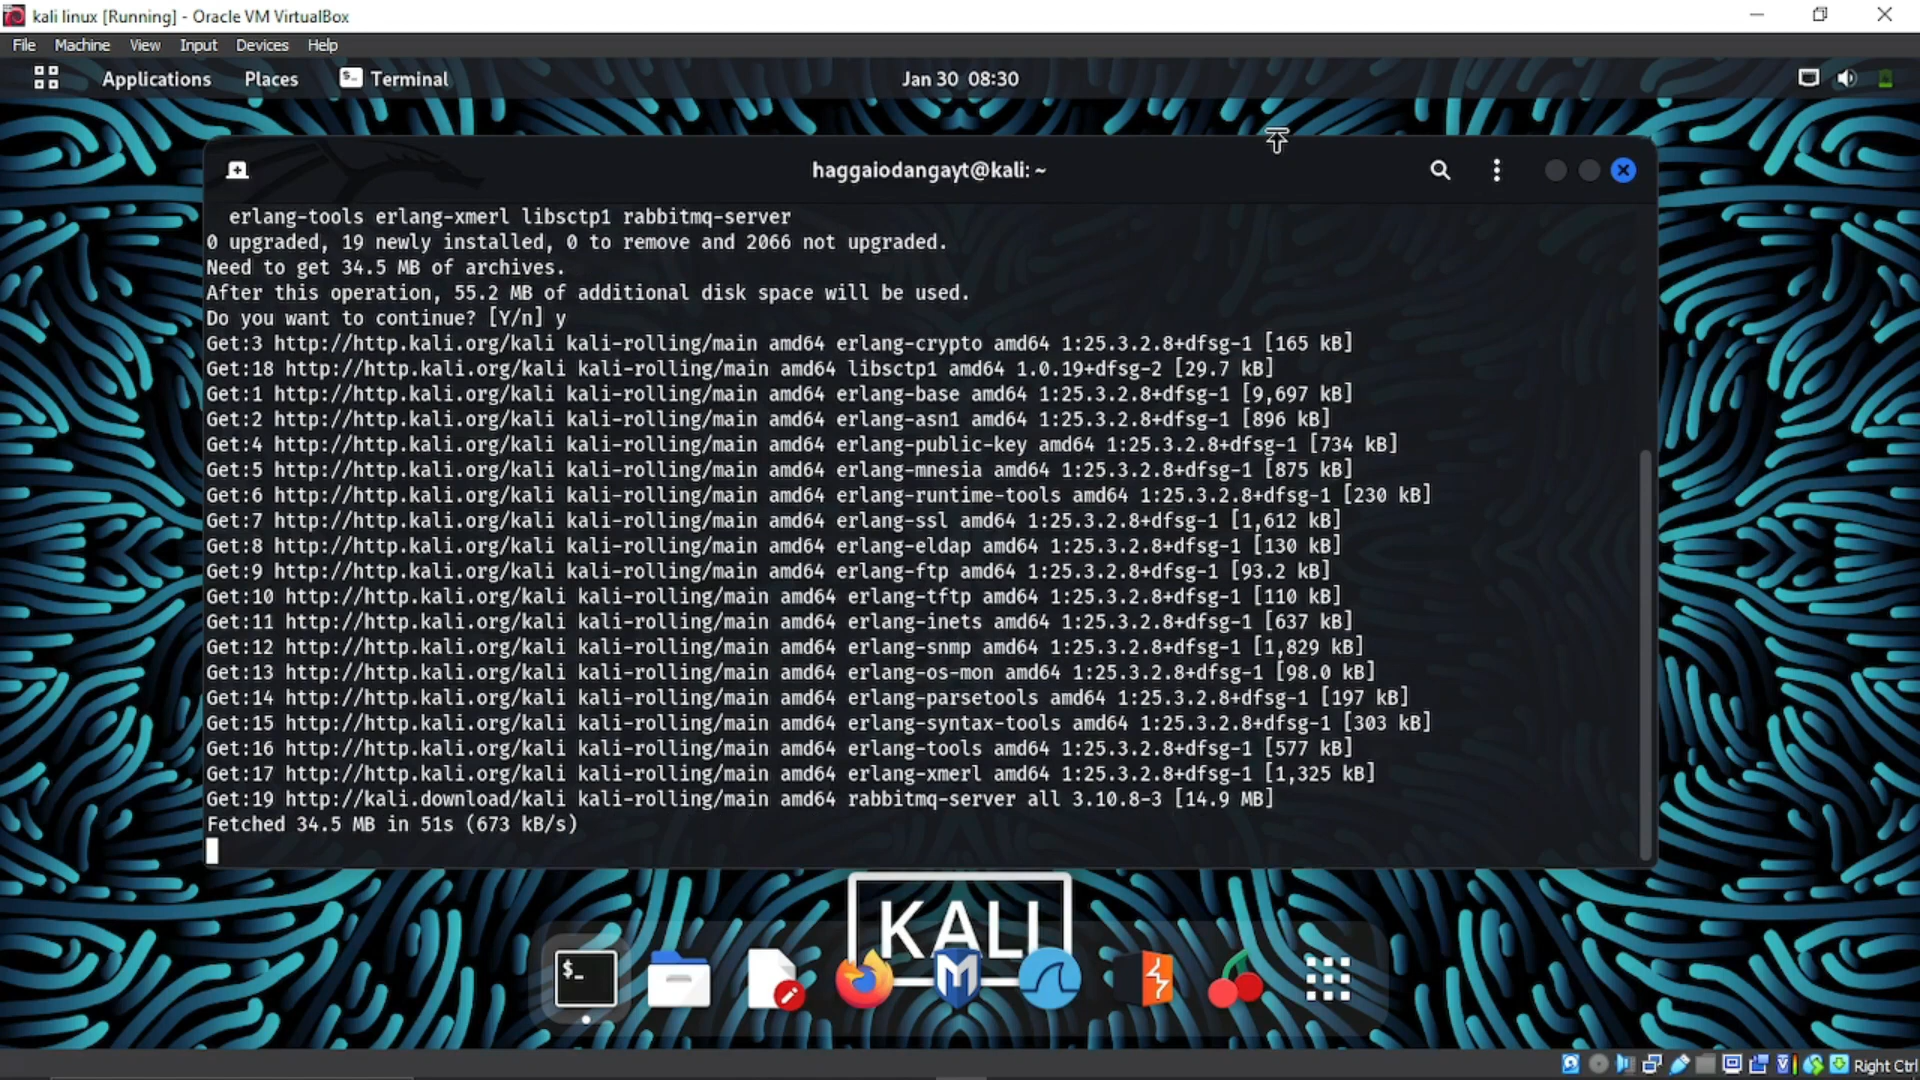 kali linux [Running] - Oracle VM VirtualBox
File Machine View Input Devices Help
Applications Places Terminal Jan 30 08:30
haggaiodangayt@kali: ~
erlang-tools erlang-xmerl libsctp1 rabbitmq-server
0 upgraded, 19 newly installed, 0 to remove and 2066 not upgraded.
Need to get 34.5 MB of archives.
After this operation, 55.2 MB of additional disk space will be used.
Do you want to continue? [Y/n] y
Get:3 http://http.kali.org/kali kali-rolling/main amd64 erlang-crypto amd64 1:25.3.2.8+dfsg-1 [165 kB]
Get:18 http://http.kali.org/kali kali-rolling/main amd64 libsctp1 amd64 1.0.19+dfsg-2 [29.7 kB]
Get:1 http://http.kali.org/kali kali-rolling/main amd64 erlang-base amd64 1:25.3.2.8+dfsg-1 [9,697 kB]
Get:2 http://http.kali.org/kali kali-rolling/main amd64 erlang-asn1 amd64 1:25.3.2.8+dfsg-1 [896 kB]
Get:4 http://http.kali.org/kali kali-rolling/main amd64 erlang-public-key amd64 1:25.3.2.8+dfsg-1 [734 kB]
Get:5 http://http.kali.org/kali kali-rolling/main amd64 erlang-mnesia amd64 1:25.3.2.8+dfsg-1 [875 kB]
Get:6 http://http.kali.org/kali kali-rolling/main amd64 erlang-runtime-tools amd64 1:25.3.2.8+dfsg-1 [230 kB]
Get:7 http://http.kali.org/kali kali-rolling/main amd64 erlang-ssl amd64 1:25.3.2.8+dfsg-1 [1,612 kB]
Get:8 http://http.kali.org/kali kali-rolling/main amd64 erlang-eldap amd64 1:25.3.2.8+dfsg-1 [130 kB]
Get:9 http://http.kali.org/kali kali-rolling/main amd64 erlang-ftp amd64 1:25.3.2.8+dfsg-1 [93.2 kB]
Get:10 http://http.kali.org/kali kali-rolling/main amd64 erlang-tftp amd64 1:25.3.2.8+dfsg-1 [110 kB]
Get:11 http://http.kali.org/kali kali-rolling/main amd64 erlang-inets amd64 1:25.3.2.8+dfsg-1 [637 kB]
Get:12 http://http.kali.org/kali kali-rolling/main amd64 erlang-snmp amd64 1:25.3.2.8+dfsg-1 [1,829 kB]
Get:13 http://http.kali.org/kali kali-rolling/main amd64 erlang-os-mon amd64 1:25.3.2.8+dfsg-1 [98.0 kB]
Get:14 http://http.kali.org/kali kali-rolling/main amd64 erlang-parsetools amd64 1:25.3.2.8+dfsg-1 [197 kB]
Get:15 http://http.kali.org/kali kali-rolling/main amd64 erlang-syntax-tools amd64 1:25.3.2.8+dfsg-1 [303 kB]
Get:16 http://http.kali.org/kali kali-rolling/main amd64 erlang-tools amd64 1:25.3.2.8+dfsg-1 [577 kB]
Get:17 http://http.kali.org/kali kali-rolling/main amd64 erlang-xmerl amd64 1:25.3.2.8+dfsg-1 [1,325 kB]
Get:19 http://kali.download/kali kali-rolling/main amd64 rabbitmq-server all 3.10.8-3 [14.9 MB]
Fetched 34.5 MB in 51s (673 kB/s)
KALI
Right Ctrl